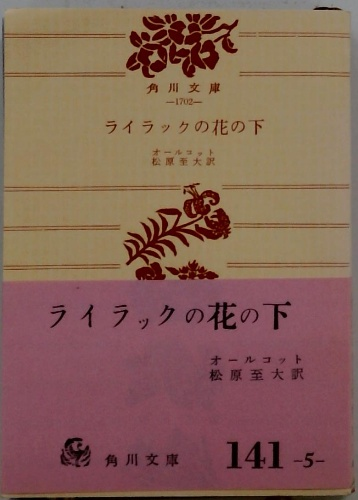 角川文庫
—1702—
ライラックの花の下
オールコット
松原至大訳
ライラックの花の下
オールコット
松原至大訳
角川文庫
141 -5-